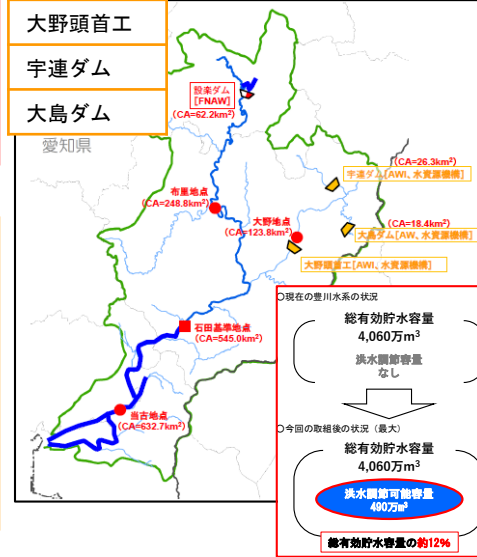 大野頭首工
宇連ダム
大島ダム
愛知県
設楽ダム
[FNAW]
(CA=62.2km²)
(CA=26.3km²)
宇連ダム[AWI、水資源機構]
布里地点
(CA=248.8km²)
大野地点
(CA=123.8km²)
(CA=18.4km²)
大島ダム[AW、水資源機構]
大野頭首工[AWI、水資源機構]
石田基準地点
(CA=545.0km²)
当古地点
(CA=632.7km²)
〇現在の豊川水系の状況
総有効貯水容量
4,060万m³
洪水調節容量
なし
〇今回の取組後の状況（最大）
総有効貯水容量
4,060万m³
洪水調節可能容量
490万m³
総有効貯水容量の約12%